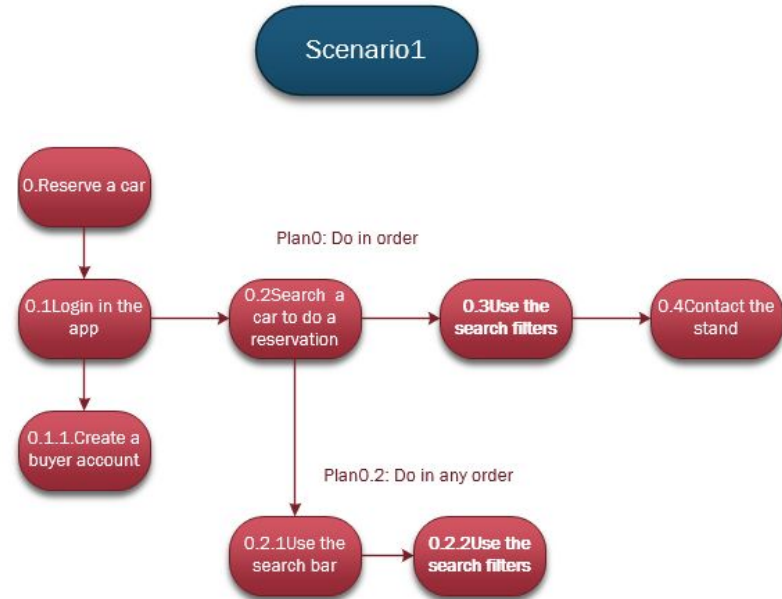 Scenario1
0.Reserve a car
Plan0: Do in order
0.1Login in the
app
0.2Search a
car to do a
reservation
0.3Use the
search filters
0.4Contact the
stand
0.1.1.Create a
buyer account
Plan0.2: Do in any order
0.2.1Use the
search bar
0.2.2Use the
search filters